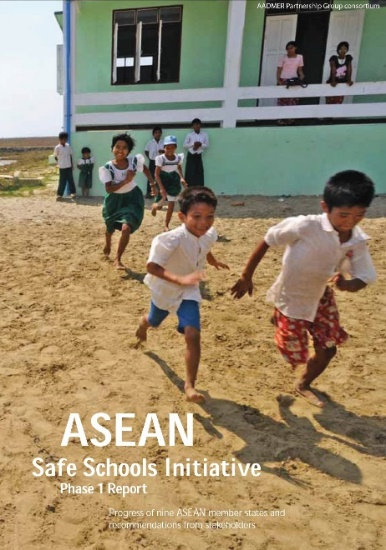 AADMER Partnership Group consortium
ASEAN
Safe Schools Initiative
Phase 1 Report
Progress of nine ASEAN member states and
recommendations from stakeholders